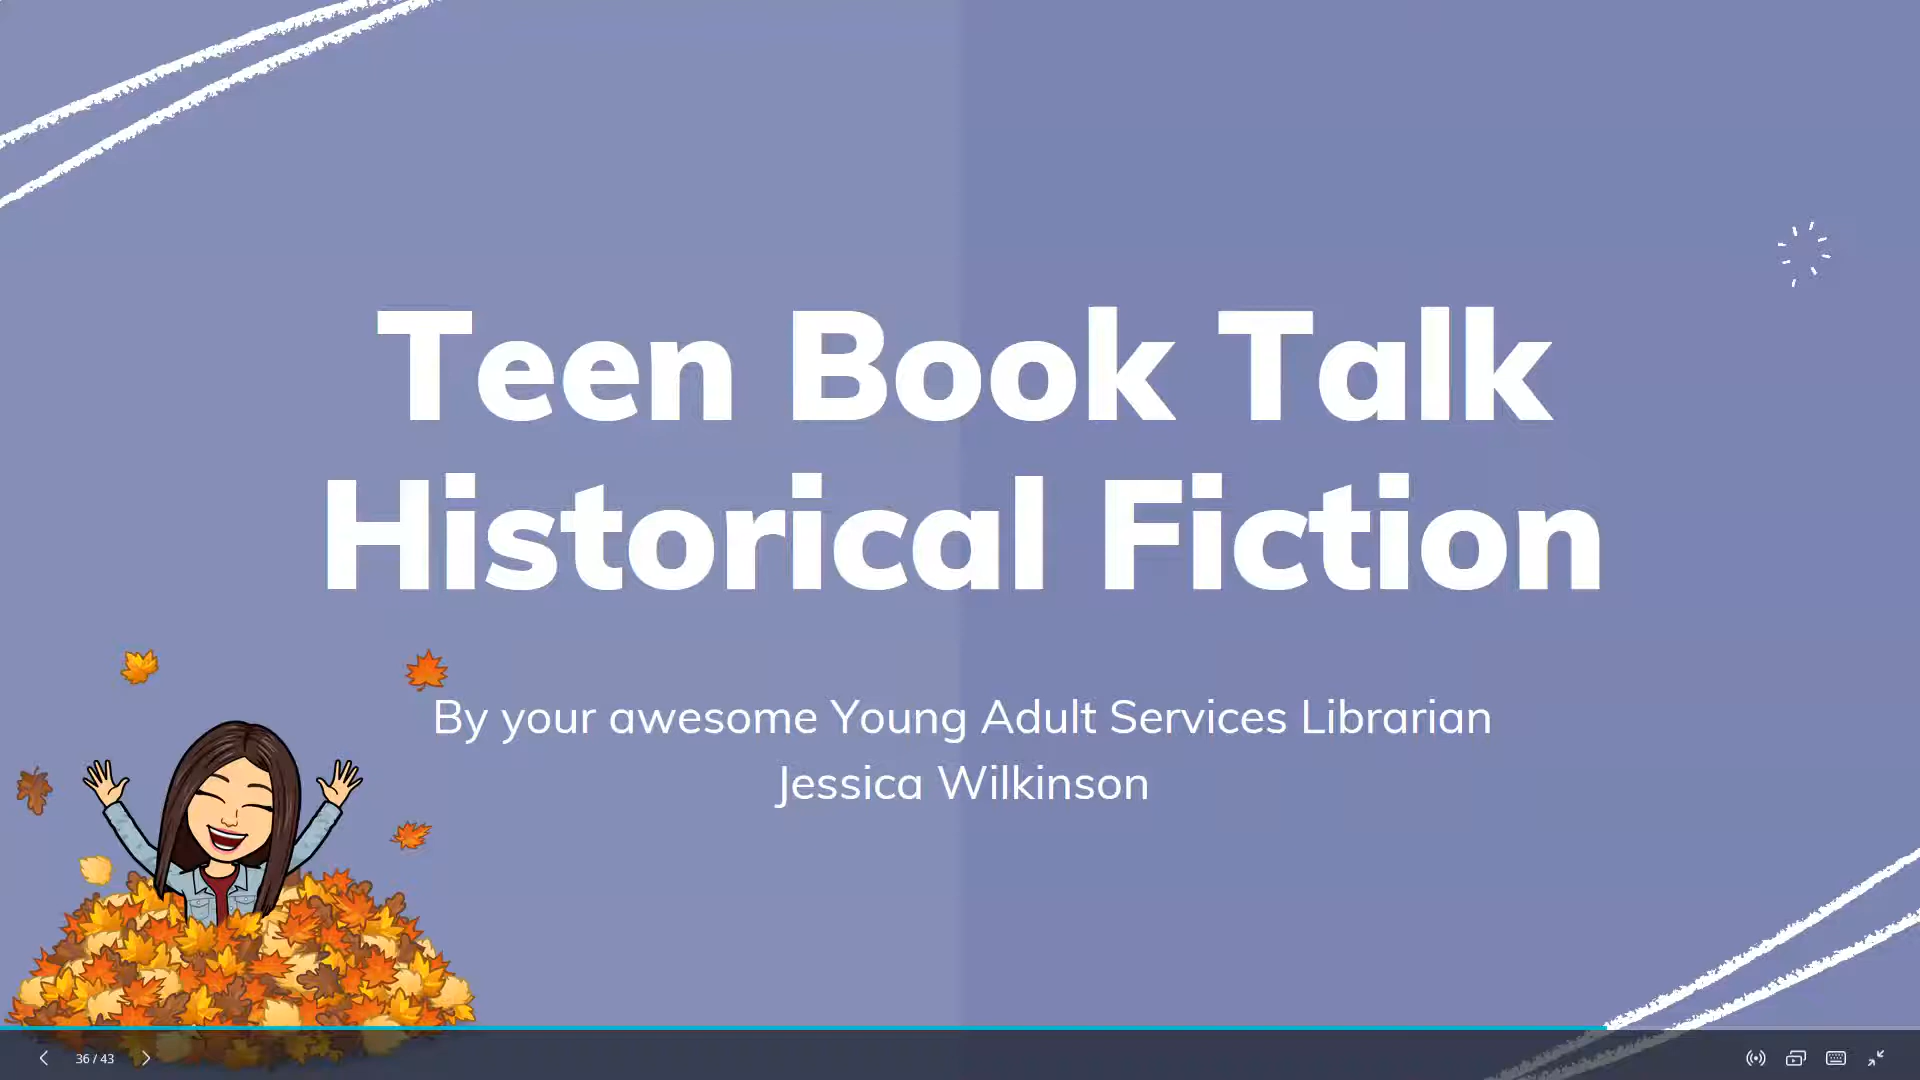 Teen Book Talk
Historical Fiction
By your awesome Young Adult Services Librarian
Jessica Wilkinson
36 / 43